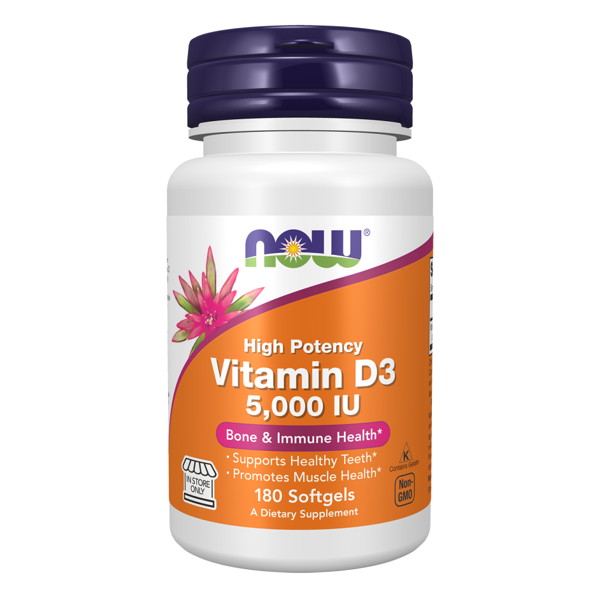 NOW®
High Potency
Vitamin D3
5,000 IU
Bone & Immune Health*
• Supports Healthy Teeth*
• Promotes Muscle Health*
180 Softgels
A Dietary Supplement
IN STORE
ONLY
K
Contains Gelatin
Non-
GMO